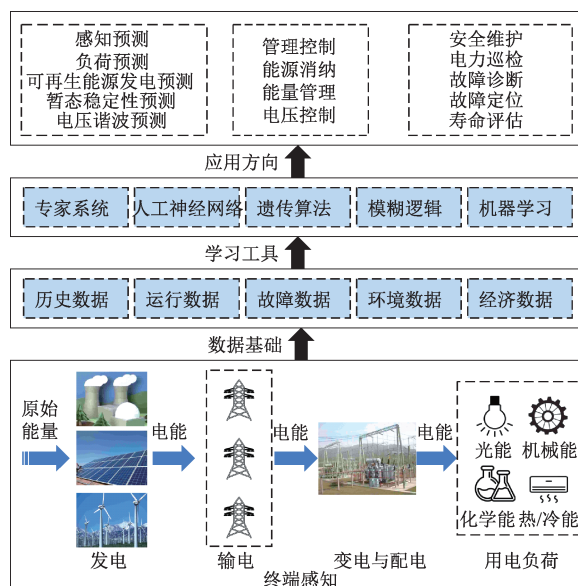 感知预测
负荷预测
可再生能源发电预测
暂态稳定性预测
电压谐波预测
管理控制
能源消纳
能量管理
电压控制
安全维护
电力巡检
故障诊断
故障定位
寿命评估
应用方向
专家系统
人工神经网络
遗传算法
模糊逻辑
机器学习
学习工具
历史数据
运行数据
故障数据
环境数据
经济数据
数据基础
原始
能量
电能
电能
电能
光能
机械能
化学能
热/冷能
发电
输电
变电与配电
用电负荷
终端感知